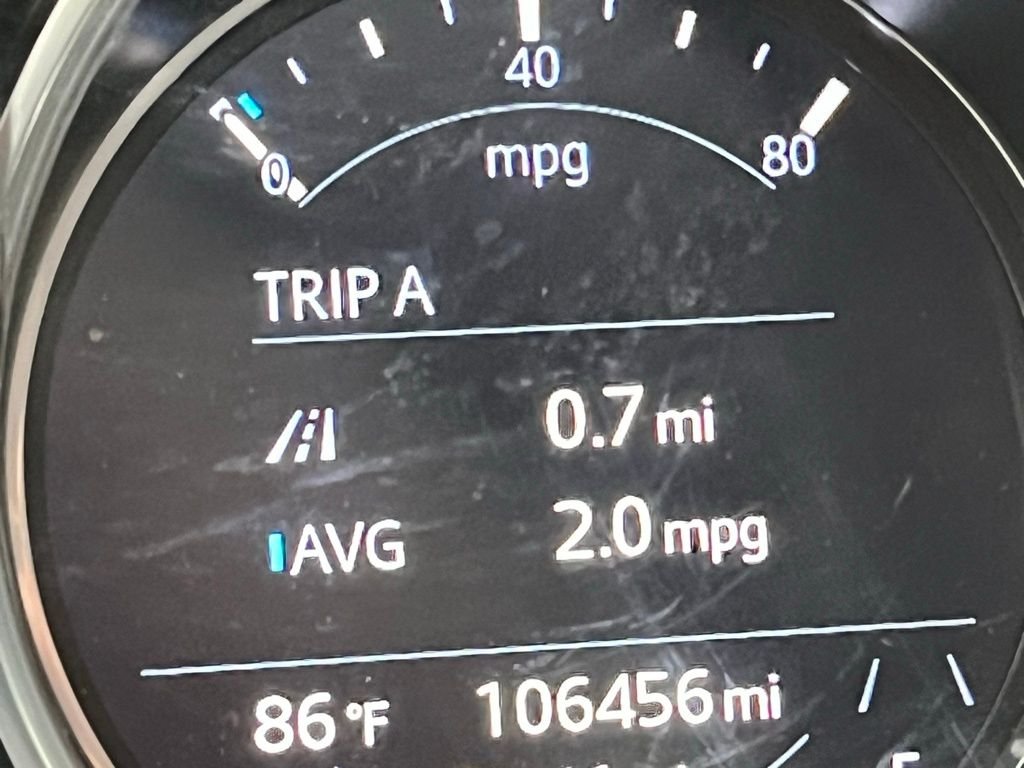 40
mpg
0 80
TRIP A
0.7 mi
AVG 2.0 mpg
86 °F 106456 mi